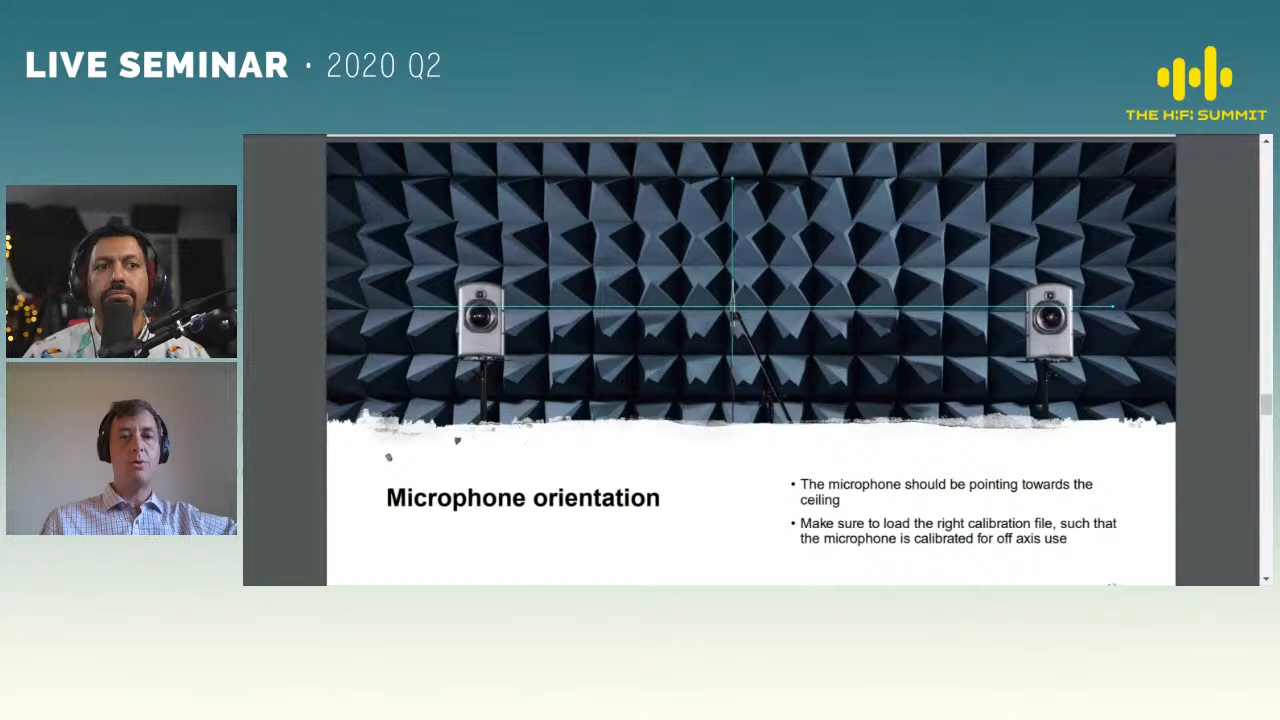 LIVE SEMINAR · 2020 Q2
THE HIFI SUMMIT
Microphone orientation
• The microphone should be pointing towards the
ceiling
• Make sure to load the right calibration file, such that
the microphone is calibrated for off axis use